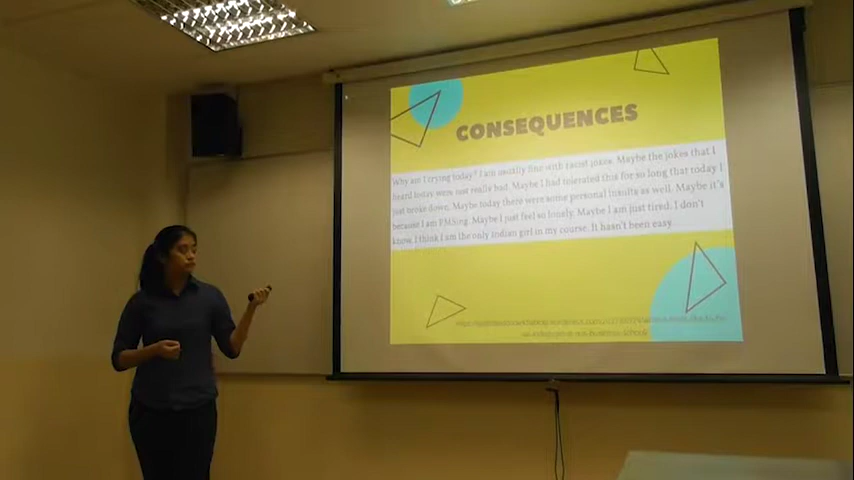 CONSEQUENCES
Why am I crying today? I am usually fine with racist jokes. Maybe the jokes that I
heard today were just really bad. Maybe I had tolerated this for so long that today I
just broke down. Maybe today there were some personal insults as well. Maybe it's
because I am PMSing. Maybe I just feel so lonely. Maybe I am just tired. I don't
know. I think I am the only Indian girl in my course. It hasn't been easy.